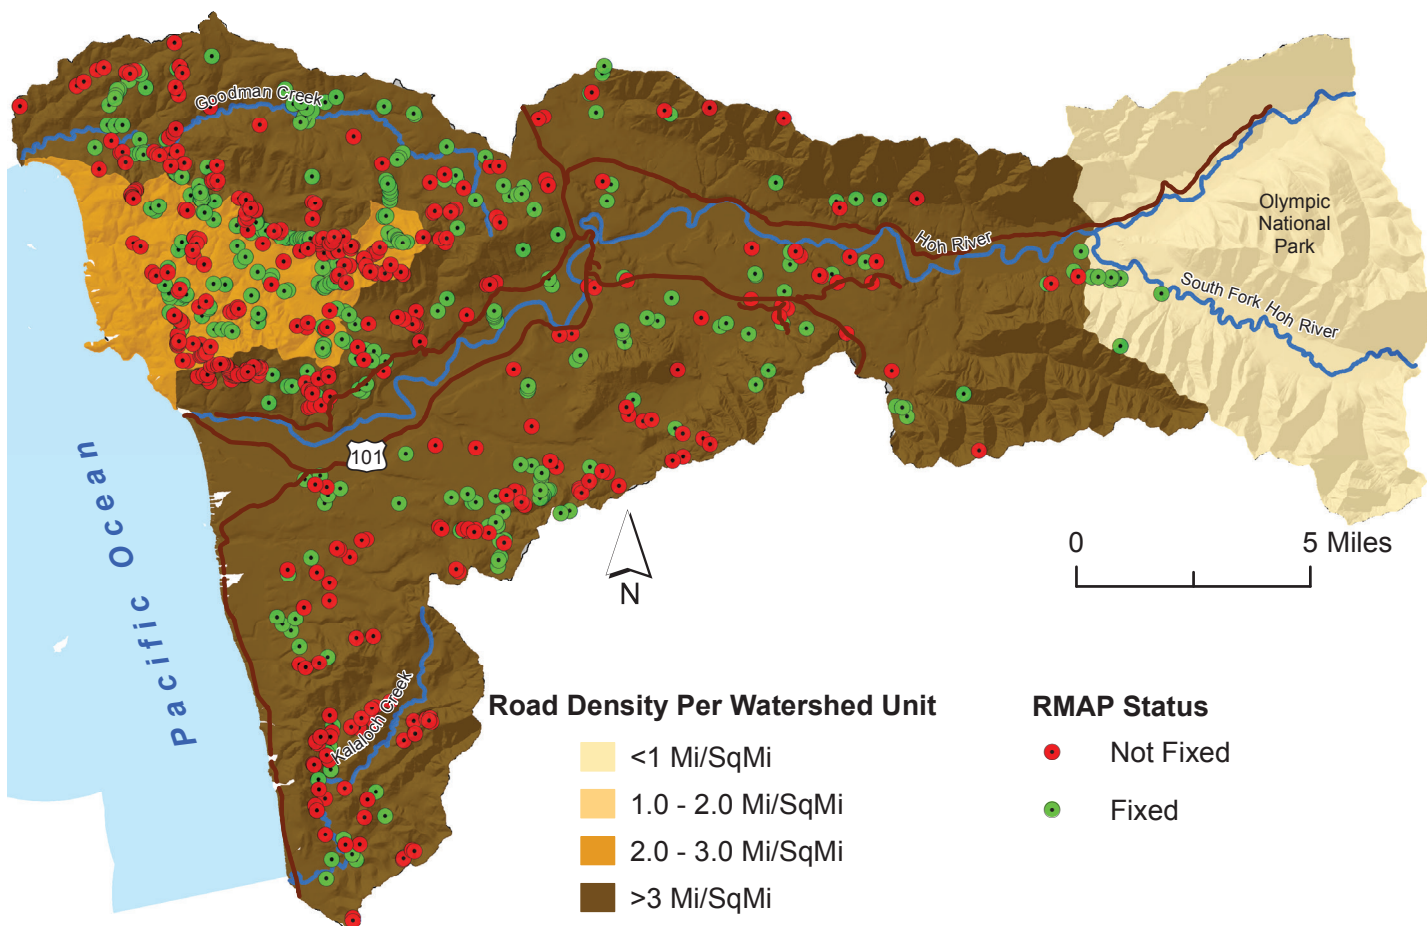 Goodman Creek
Hoh River
Olympic
National
Park
South Fork Hoh River
101
Pacific Ocean
0 5 Miles
N
Kalaloch Creek
Road Density Per Watershed Unit
<1 Mi/SqMi
1.0 - 2.0 Mi/SqMi
2.0 - 3.0 Mi/SqMi
>3 Mi/SqMi
RMAP Status
Not Fixed
Fixed